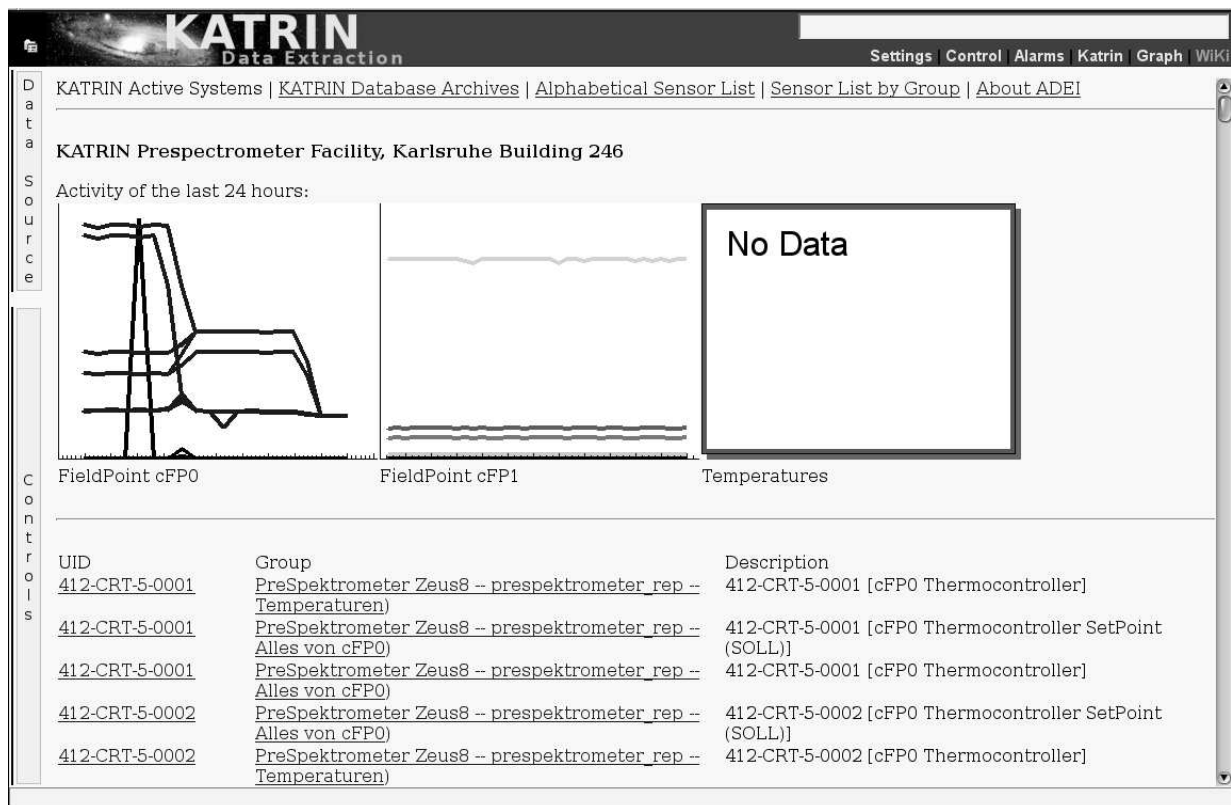 KATRIN
Data Extraction
Settings Control Alarms Katrin Graph WiKi
Data Source
Controls
KATRIN Active Systems | KATRIN Database Archives | Alphabetical Sensor List | Sensor List by Group | About ADEI
KATRIN Prespectrometer Facility, Karlsruhe Building 246
Activity of the last 24 hours:
No Data
FieldPoint cFP0 FieldPoint cFP1 Temperatures
UID Group Description
412-CRT-5-0001 PreSpektrometer Zeus8 -- prespektrometer_rep -- 412-CRT-5-0001 [cFP0 Thermocontroller]
Temperaturen)
412-CRT-5-0001 PreSpektrometer Zeus8 -- prespektrometer_rep -- 412-CRT-5-0001 [cFP0 Thermocontroller SetPoint
Alles von cFP0) (SOLL)]
412-CRT-5-0001 PreSpektrometer Zeus8 -- prespektrometer_rep -- 412-CRT-5-0001 [cFP0 Thermocontroller]
Alles von cFP0)
412-CRT-5-0002 PreSpektrometer Zeus8 -- prespektrometer_rep -- 412-CRT-5-0002 [cFP0 Thermocontroller SetPoint
Alles von cFP0) (SOLL)]
412-CRT-5-0002 PreSpektrometer Zeus8 -- prespektrometer_rep -- 412-CRT-5-0002 [cFP0 Thermocontroller]
Temperaturen)